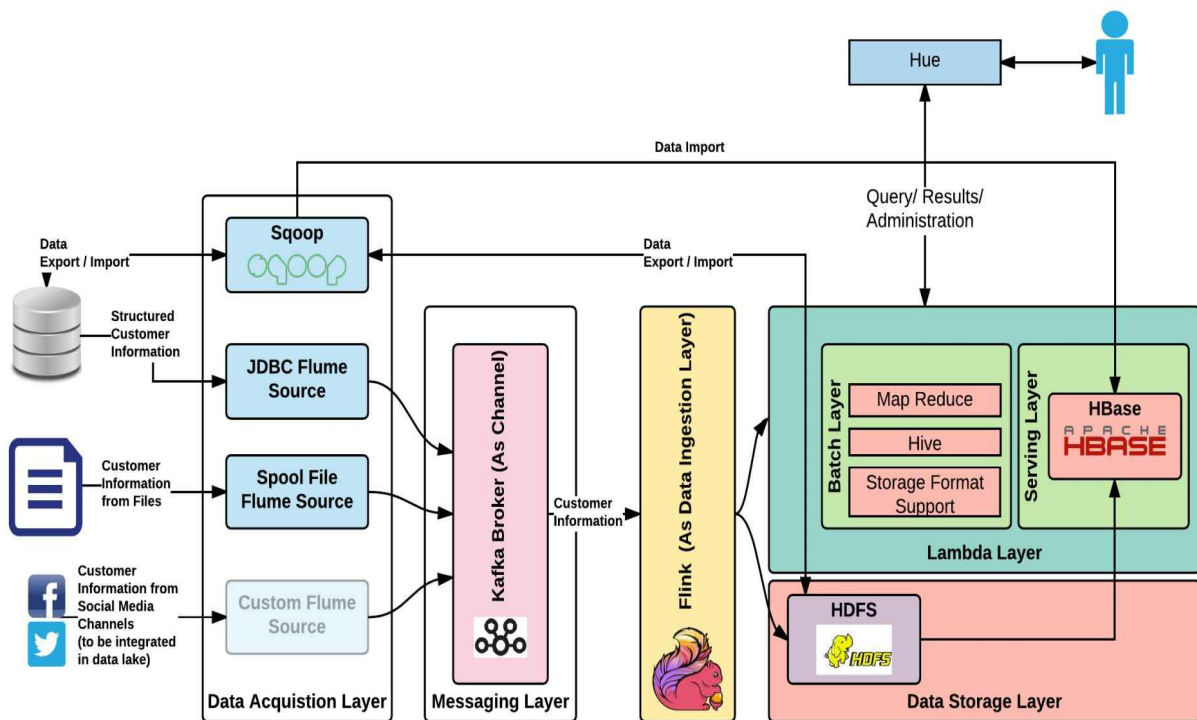 Hue
Data Import
Query/ Results/
Administration
Data
Export / Import
Sqoop
sqoop
Data
Export / Import
Structured
Customer
Information
JDBC Flume
Source
Customer
Information
from Files
Spool File
Flume Source
Customer
Information from
Social Media
Channels
(to be integrated
in data lake)
f
Custom Flume
Source
Data Acquistion Layer
Kafka Broker (As Channel)
Messaging Layer
Customer
Information
Flink (As Data Ingestion Layer)
Batch Layer
Map Reduce
Hive
Storage Format
Support
Serving Layer
HBase
APACHE
HBASE
Lambda Layer
HDFS
HDFS
Data Storage Layer